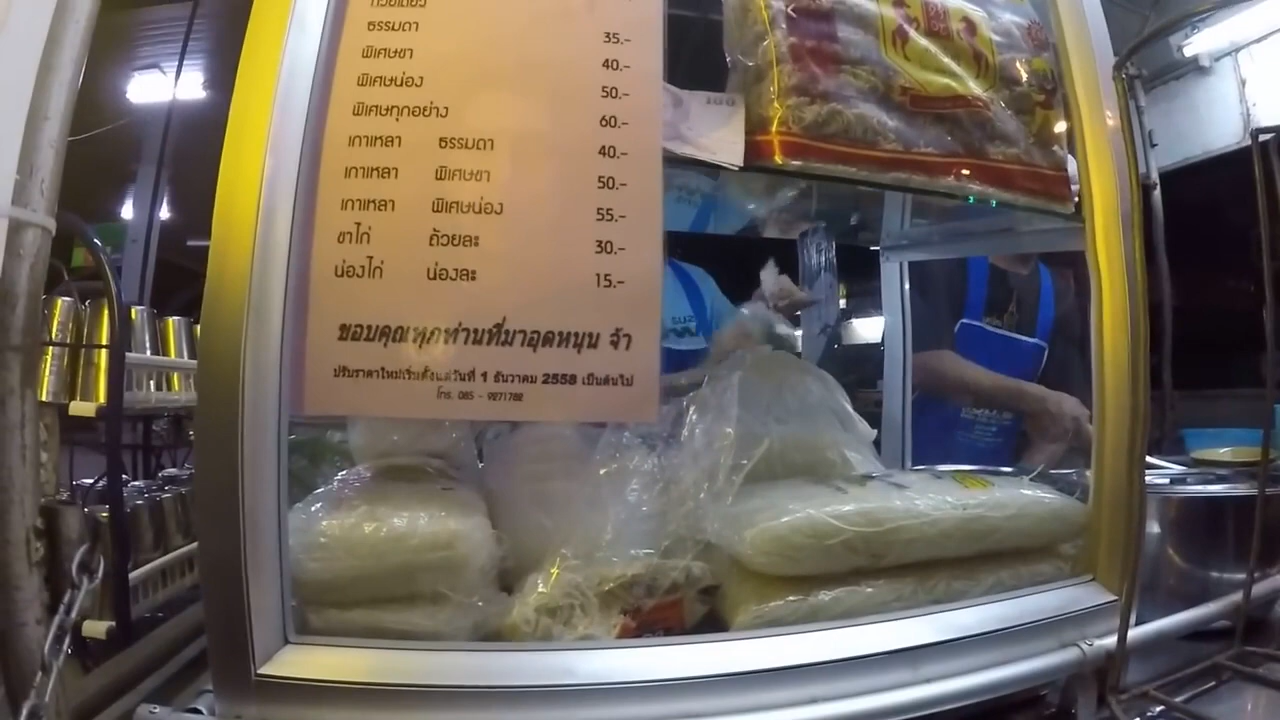 ธรรมดา 35.-
พิเศษขา 40.-
พิเศษน่อง 50.-
พิเศษทุกอย่าง 60.-
เกาเหลา ธรรมดา 40.-
เกาเหลา พิเศษขา 50.-
เกาเหลา พิเศษน่อง 55.-
ขาไก่ ถ้วยละ 30.-
น่องไก่ น่องละ 15.-
ขอบคุณทุกท่านที่มาอุดหนุน จ้า
ปรับราคาใหม่เริ่มตั้งแต่วันที่ 1 ธันวาคม 2558 เป็นต้นไป
โทร. 085 - 9271782
100